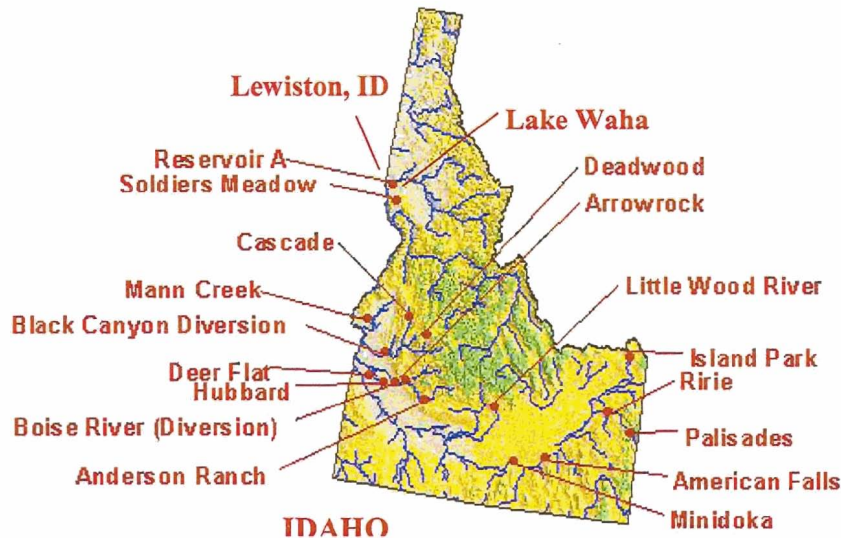 Lewiston, ID
Lake Waha
Reservoir A
Deadwood
Soldiers Meadow
Arrowrock
Cascade
Little Wood River
Mann Creek
Black Canyon Diversion
Island Park
Deer Flat
Ririe
Hubbard
Boise River (Diversion)
Palisades
Anderson Ranch
American Falls
Minidoka
IDAHO